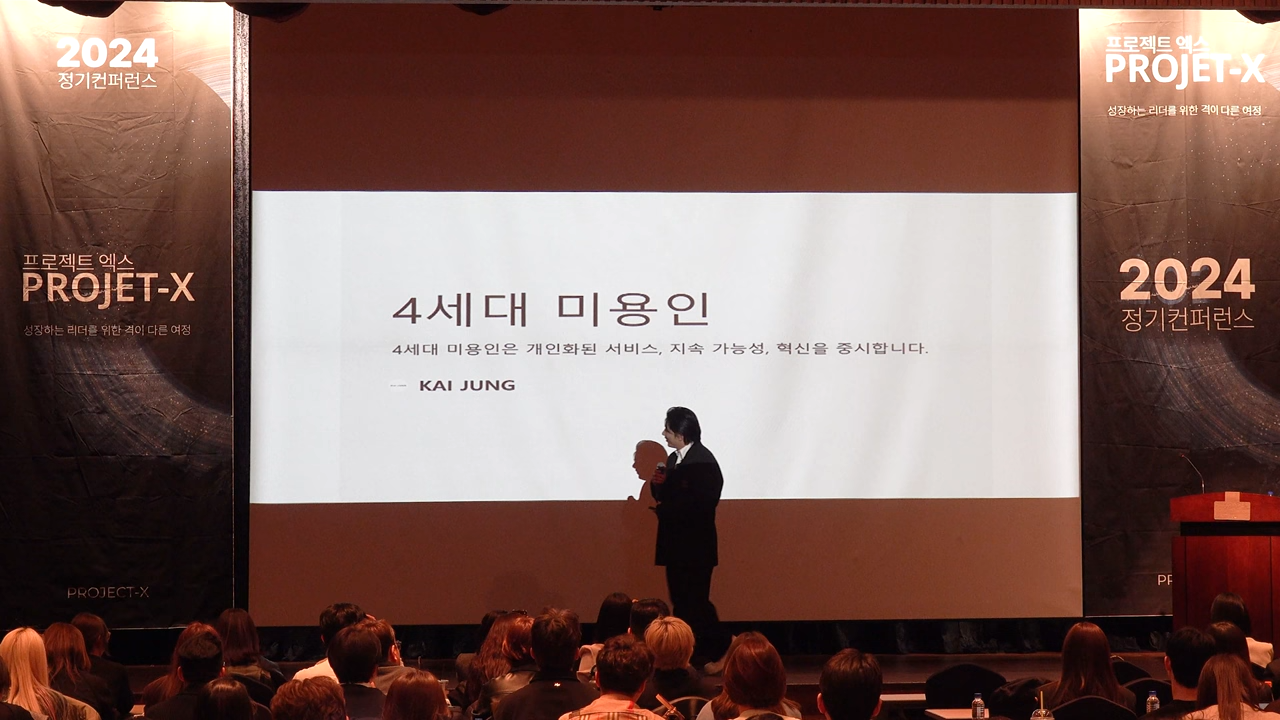 2024
정기컨퍼런스
프로젝트 엑스
PROJET-X
성장하는 리더를 위한 격이 다른 여정
PROJECT-X
4세대 미용인
4세대 미용인은 개인화된 서비스, 지속 가능성, 혁신을 중시합니다.
— KAI JUNG
프로젝트 엑스
PROJET-X
성장하는 리더를 위한 격이 다른 여정
2024
정기컨퍼런스